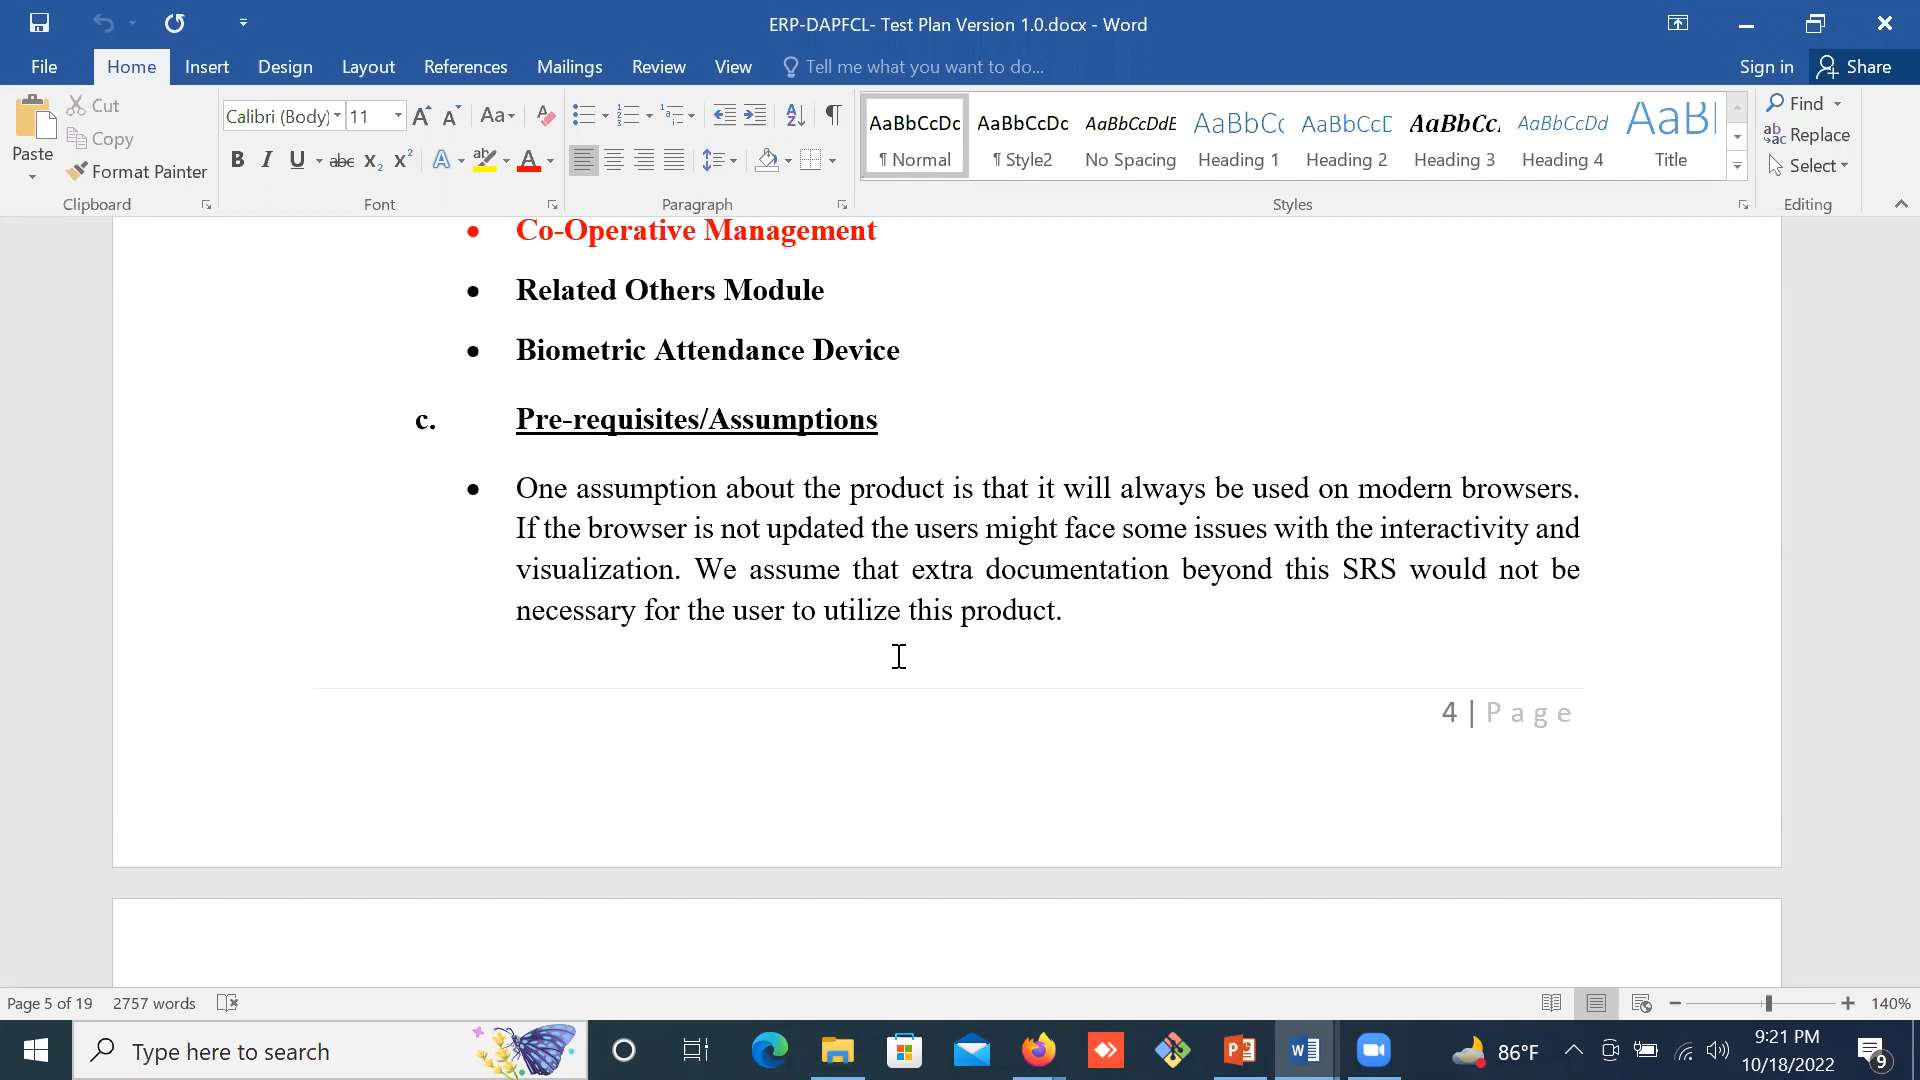 ERP-DAPFCL- Test Plan Version 1.0.docx - Word
File Home Insert Design Layout References Mailings Review View Tell me what you want to do... Sign in Share
Paste
Cut
Copy
Format Painter
Clipboard
Calibri (Body) 11
Font
Paragraph
AaBbCcDc AaBbCcDc AaBbCcDdE AaBbCc AaBbCcC AaBbCc AaBbCcDd AaB
¶ Normal ¶ Style2 No Spacing Heading 1 Heading 2 Heading 3 Heading 4 Title
Styles
Find
Replace
Select
Editing
• Co-Operative Management
• Related Others Module
• Biometric Attendance Device
c. Pre-requisites/Assumptions
• One assumption about the product is that it will always be used on modern browsers.
If the browser is not updated the users might face some issues with the interactivity and
visualization. We assume that extra documentation beyond this SRS would not be
necessary for the user to utilize this product.
4 | Page
Page 5 of 19 2757 words 140%
Type here to search
86°F
9:21 PM
10/18/2022
9